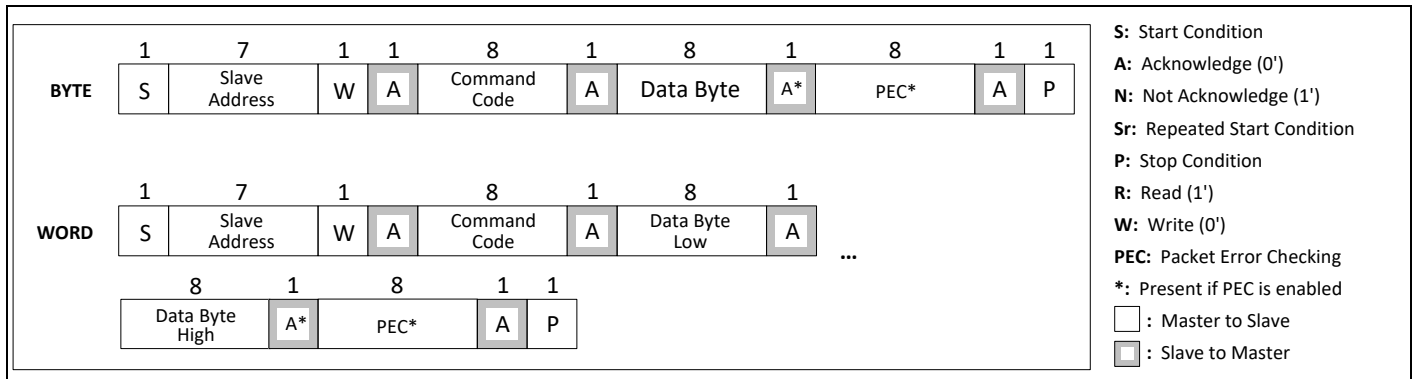 1 7 1 1 8 1 8 1 8 1 1
BYTE S Slave Address W A Command Code A Data Byte A* PEC* A P
1 7 1 8 1 8 1
WORD S Slave Address W A Command Code A Data Byte Low A ...
8 1 8 1 1
Data Byte High A* PEC* A P
S: Start Condition
A: Acknowledge (0')
N: Not Acknowledge (1')
Sr: Repeated Start Condition
P: Stop Condition
R: Read (1')
W: Write (0')
PEC: Packet Error Checking
*: Present if PEC is enabled
: Master to Slave
: Slave to Master